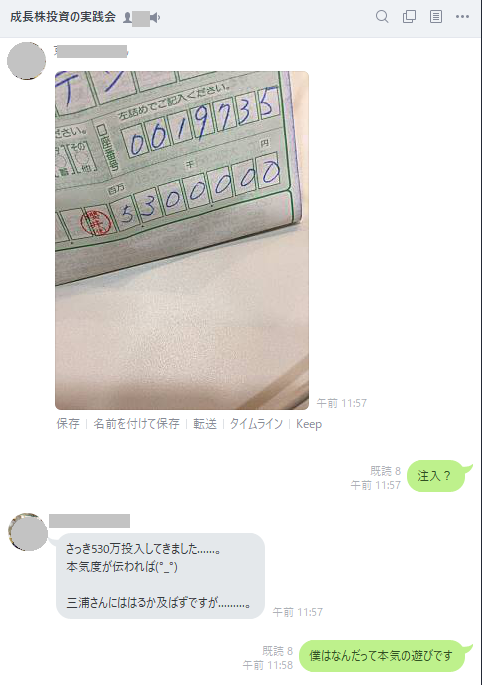 成長株投資の実践会
左詰めでご記入ください。
ださい。
口座番号
その他
0019735
百万 千 円
5300000
午前 11:57
保存 | 名前を付けて保存 | 転送 | タイムライン | Keep
既読 8
午前 11:57
注入？
さっき530万投入してきました......。
本気度が伝われば(°_°)
三浦さんにははるか及ばずですが.........。
午前 11:57
既読 8
午前 11:58
僕はなんだって本気の遊びです